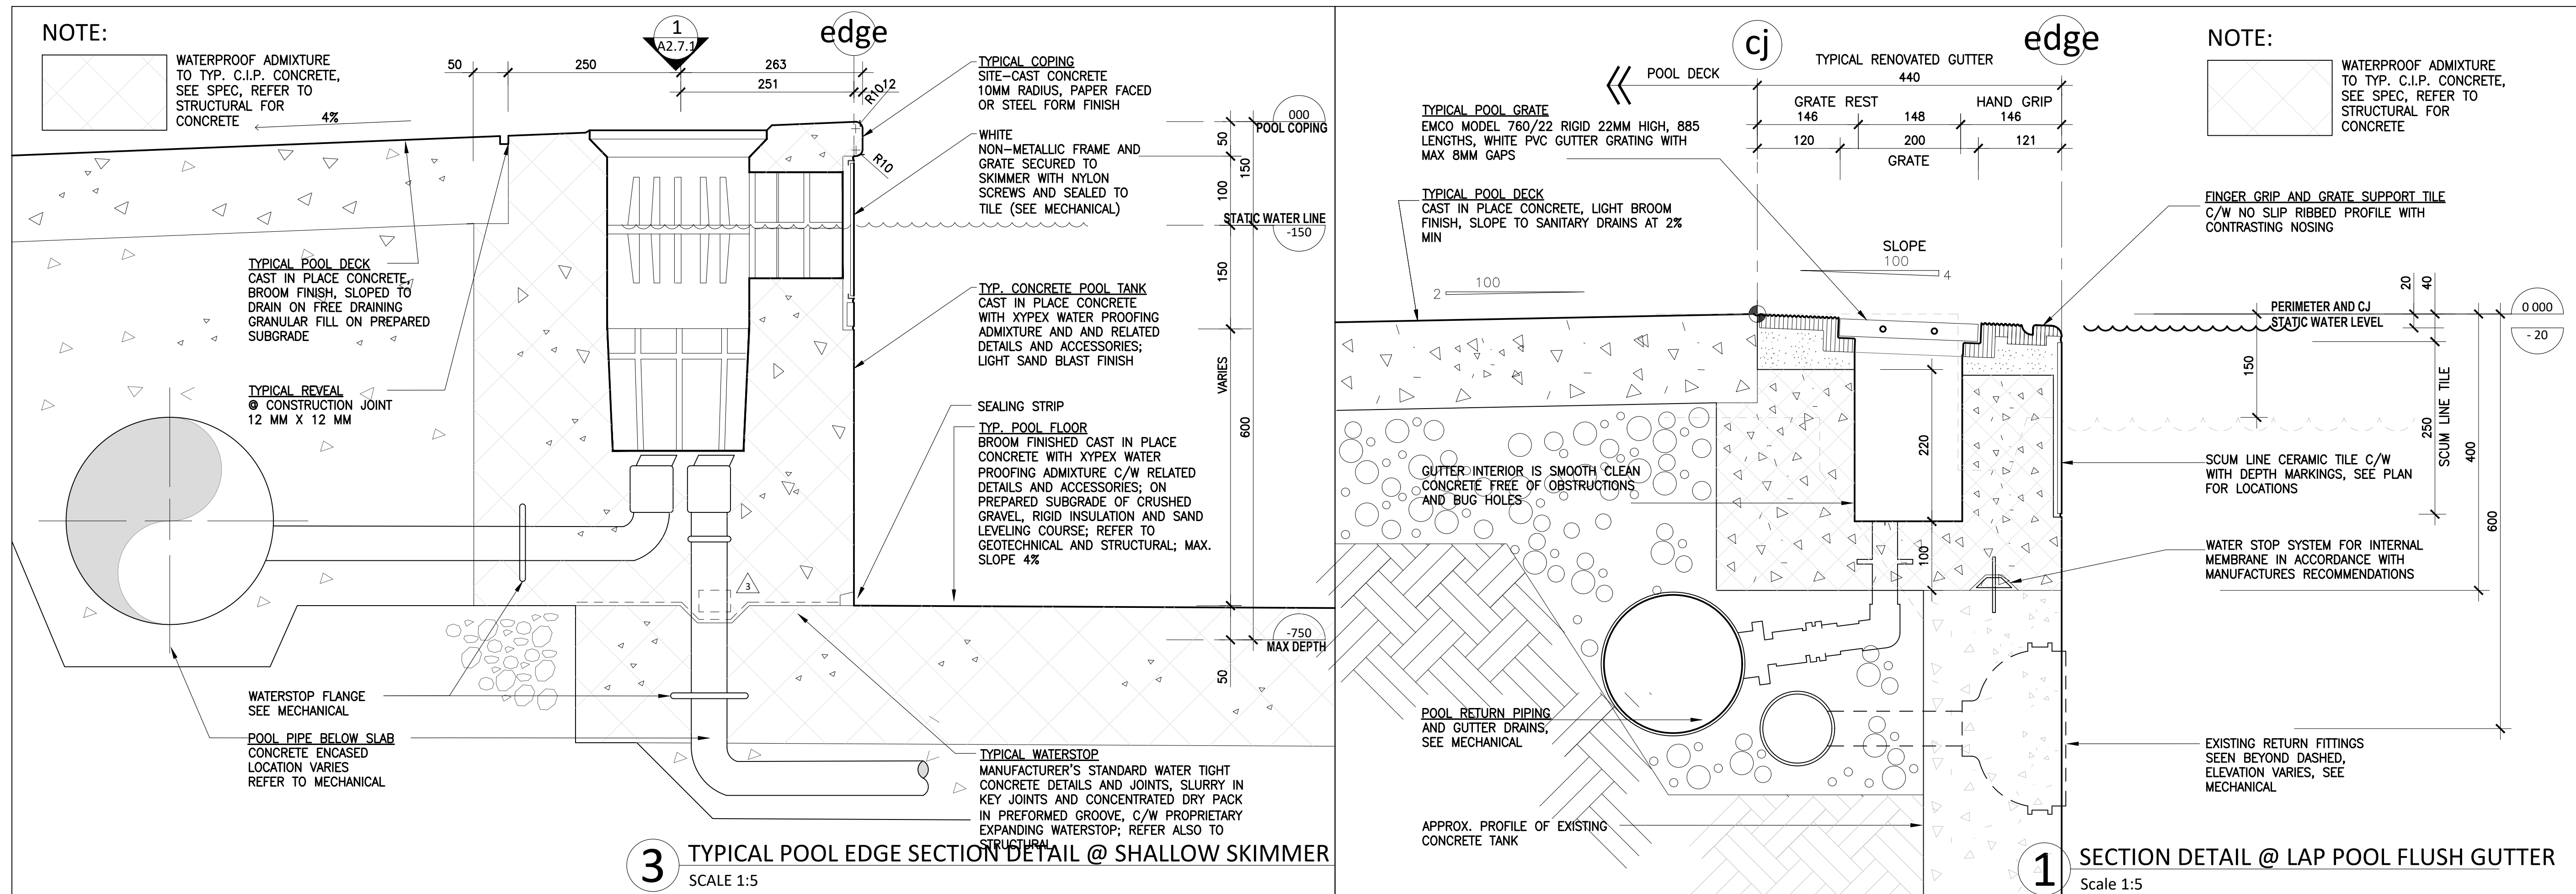 NOTE:
WATERPROOF ADMIXTURE
TO TYP. C.I.P. CONCRETE,
SEE SPEC, REFER TO
STRUCTURAL FOR
CONCRETE
4%
50
250
1
A2.7.1
263
251
edge
R10
12
R10
TYPICAL COPING
SITE-CAST CONCRETE
10MM RADIUS, PAPER FACED
OR STEEL FORM FINISH
WHITE
NON-METALLIC FRAME AND
GRATE SECURED TO
SKIMMER WITH NYLON
SCREWS AND SEALED TO
TILE (SEE MECHANICAL)
000
POOL COPING
50
150
100
STATIC WATER LINE
-150
150
VARIES
600
TYPICAL POOL DECK
CAST IN PLACE CONCRETE,
BROOM FINISH, SLOPED TO
DRAIN ON FREE DRAINING
GRANULAR FILL ON PREPARED
SUBGRADE
TYPICAL REVEAL
@ CONSTRUCTION JOINT
12 MM X 12 MM
TYP. CONCRETE POOL TANK
CAST IN PLACE CONCRETE
WITH XYPEX WATER PROOFING
ADMIXTURE AND AND RELATED
DETAILS AND ACCESSORIES;
LIGHT SAND BLAST FINISH
SEALING STRIP
TYP. POOL FLOOR
BROOM FINISHED CAST IN PLACE
CONCRETE WITH XYPEX WATER
PROOFING ADMIXTURE C/W RELATED
DETAILS AND ACCESSORIES; ON
PREPARED SUBGRADE OF CRUSHED
GRAVEL, RIGID INSULATION AND SAND
LEVELING COURSE; REFER TO
GEOTECHNICAL AND STRUCTURAL; MAX.
SLOPE 4%
3
-750
MAX DEPTH
50
WATERSTOP FLANGE
SEE MECHANICAL
POOL PIPE BELOW SLAB
CONCRETE ENCASED
LOCATION VARIES
REFER TO MECHANICAL
TYPICAL WATERSTOP
MANUFACTURER'S STANDARD WATER TIGHT
CONCRETE DETAILS AND JOINTS, SLURRY IN
KEY JOINTS AND CONCENTRATED DRY PACK
IN PREFORMED GROOVE, C/W PROPRIETARY
EXPANDING WATERSTOP; REFER ALSO TO
STRUCTURAL
3
TYPICAL POOL EDGE SECTION DETAIL @ SHALLOW SKIMMER
SCALE 1:5
cj
edge
NOTE:
WATERPROOF ADMIXTURE
TO TYP. C.I.P. CONCRETE,
SEE SPEC, REFER TO
STRUCTURAL FOR
CONCRETE
POOL DECK
TYPICAL RENOVATED GUTTER
440
GRATE REST
HAND GRIP
146
148
146
120
200
121
GRATE
TYPICAL POOL GRATE
EMCO MODEL 760/22 RIGID 22MM HIGH, 885
LENGTHS, WHITE PVC GUTTER GRATING WITH
MAX 8MM GAPS
TYPICAL POOL DECK
CAST IN PLACE CONCRETE, LIGHT BROOM
FINISH, SLOPE TO SANITARY DRAINS AT 2%
MIN
FINGER GRIP AND GRATE SUPPORT TILE
C/W NO SLIP RIBBED PROFILE WITH
CONTRASTING NOSING
SLOPE
100
4
2
100
20
40
PERIMETER AND CJ
0 000
STATIC WATER LEVEL
- 20
150
250
SCUM LINE TILE
400
600
220
100
GUTTER INTERIOR IS SMOOTH CLEAN
CONCRETE FREE OF OBSTRUCTIONS
AND BUG HOLES
SCUM LINE CERAMIC TILE C/W
WITH DEPTH MARKINGS, SEE PLAN
FOR LOCATIONS
WATER STOP SYSTEM FOR INTERNAL
MEMBRANE IN ACCORDANCE WITH
MANUFACTURES RECOMMENDATIONS
POOL RETURN PIPING
AND GUTTER DRAINS,
SEE MECHANICAL
EXISTING RETURN FITTINGS
SEEN BEYOND DASHED,
ELEVATION VARIES, SEE
MECHANICAL
APPROX. PROFILE OF EXISTING
CONCRETE TANK
1
SECTION DETAIL @ LAP POOL FLUSH GUTTER
Scale 1:5